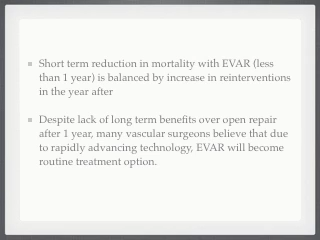 Short term reduction in mortality with EVAR (less
than 1 year) is balanced by increase in reinterventions
in the year after
Despite lack of long term benefits over open repair
after 1 year, many vascular surgeons believe that due
to rapidly advancing technology, EVAR will become
routine treatment option.